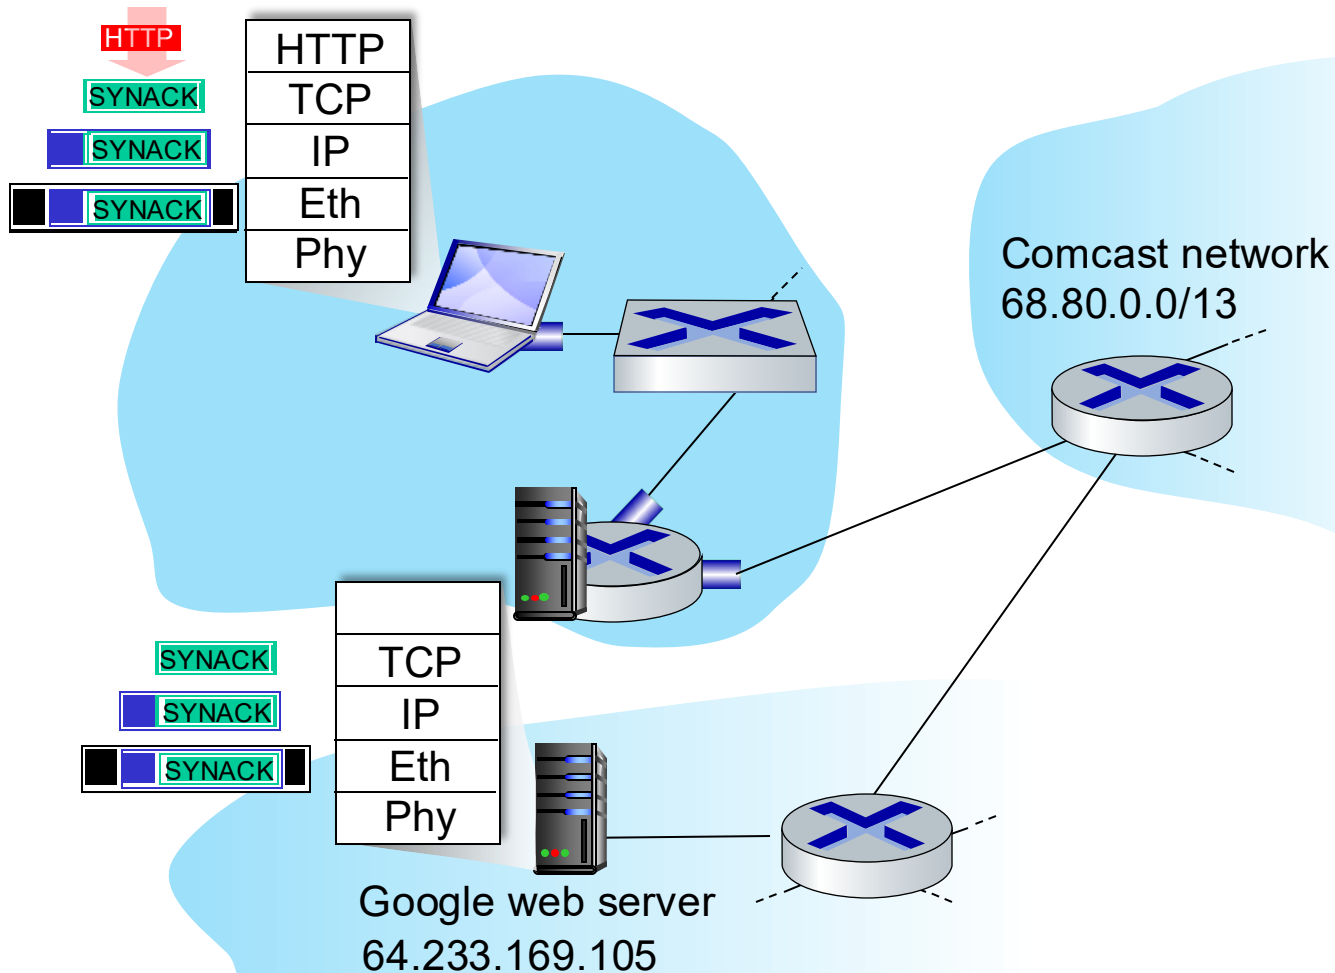 HTTP
SYNACK
SYNACK
SYNACK
HTTP
TCP
IP
Eth
Phy
Comcast network
68.80.0.0/13
SYNACK
SYNACK
SYNACK
TCP
IP
Eth
Phy
Google web server
64.233.169.105